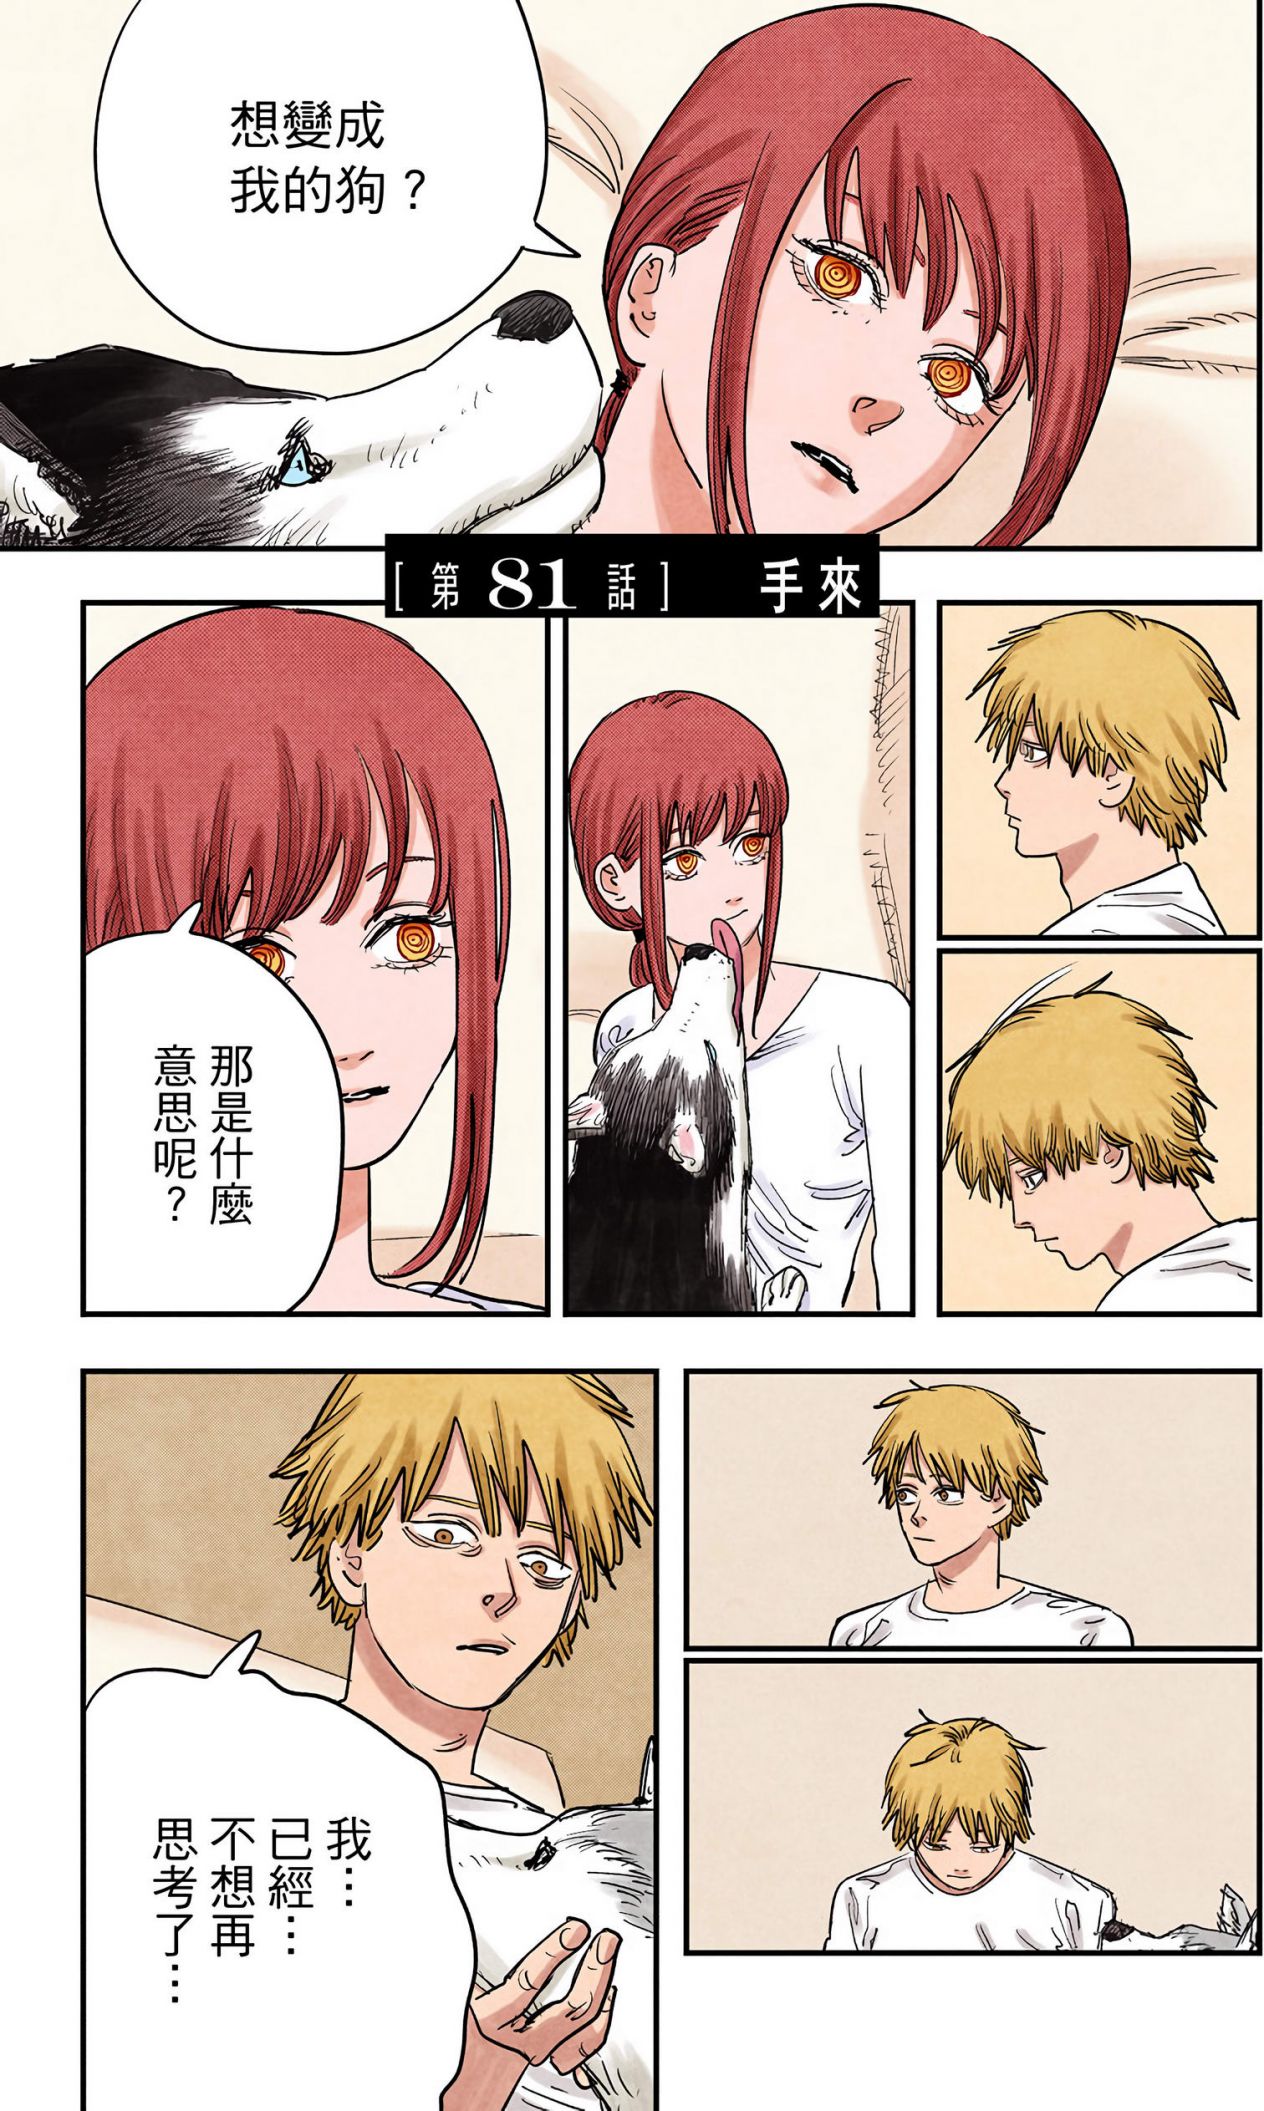 想變成
我的狗？
[第81話] 手來
那是什麼
意思呢？
我…
已經…
不想再
思考了…